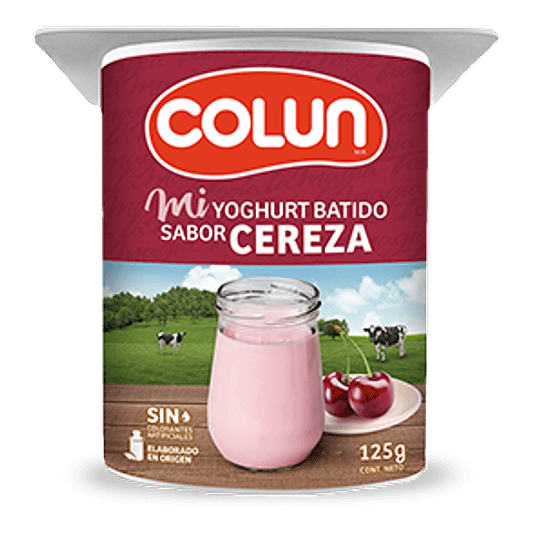 COLUN
M.R.
Mi YOGHURT BATIDO
SABOR CEREZA
SIN
COLORANTES
ARTIFICIALES
ELABORADO
EN ORIGEN
125g
CONT. NETO